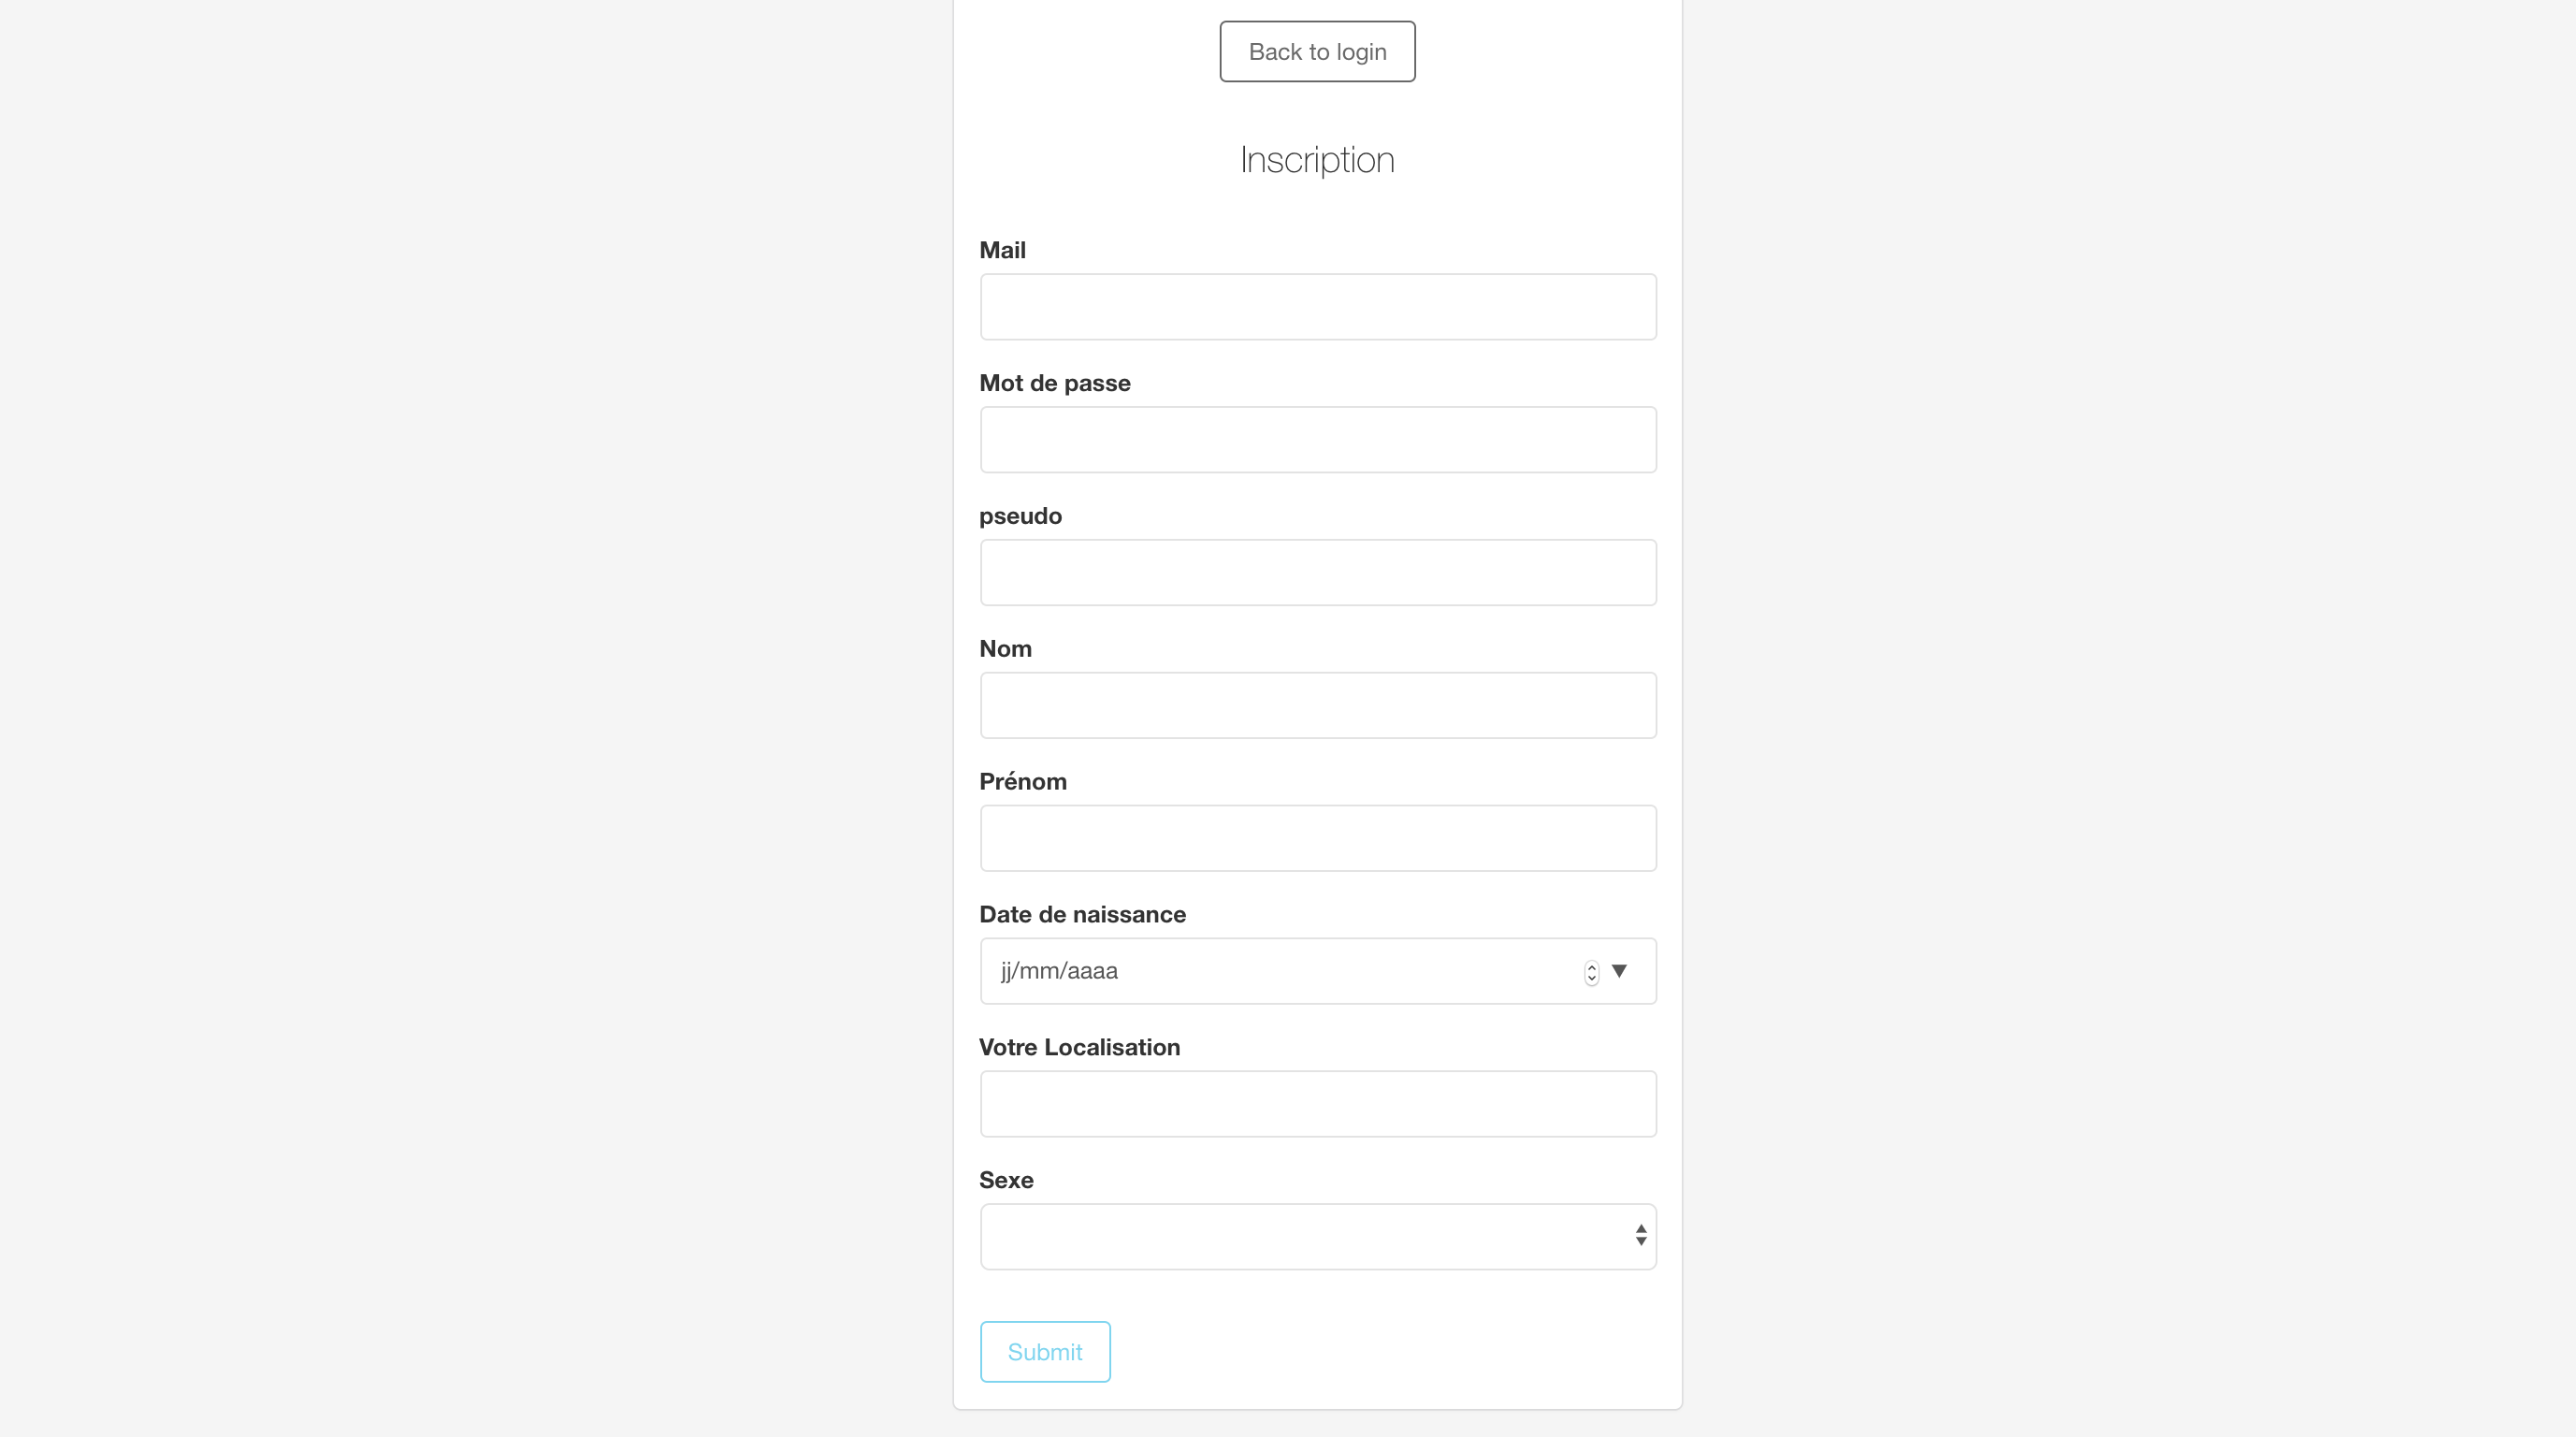 Back to login
Inscription
Mail
Mot de passe
pseudo
Nom
Prénom
Date de naissance
jj/mm/aaaa
Votre Localisation
Sexe
Submit